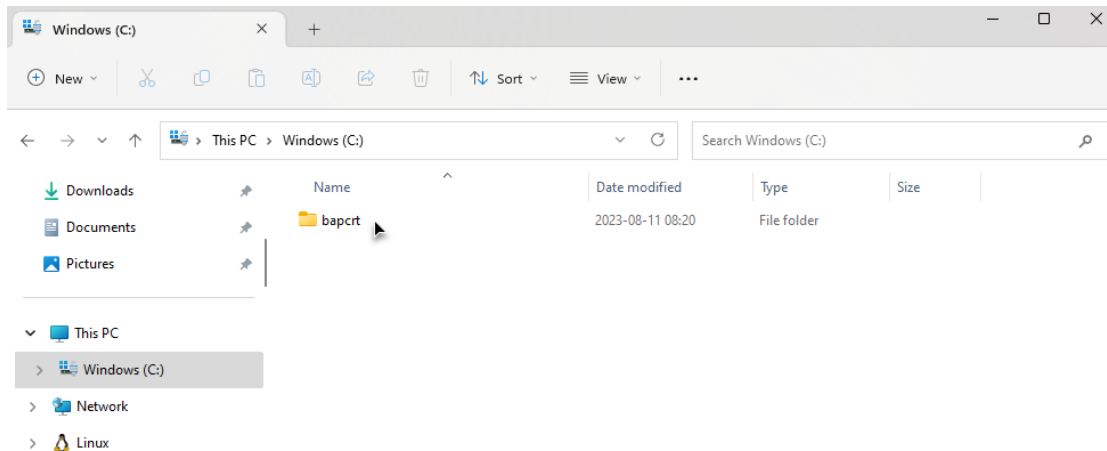 Windows (C:)
New Sort View
This PC Windows (C:) Search Windows (C:)
Downloads
Documents
Pictures
This PC
Windows (C:)
Network
Linux
Name Date modified Type Size
bapcrt 2023-08-11 08:20 File folder